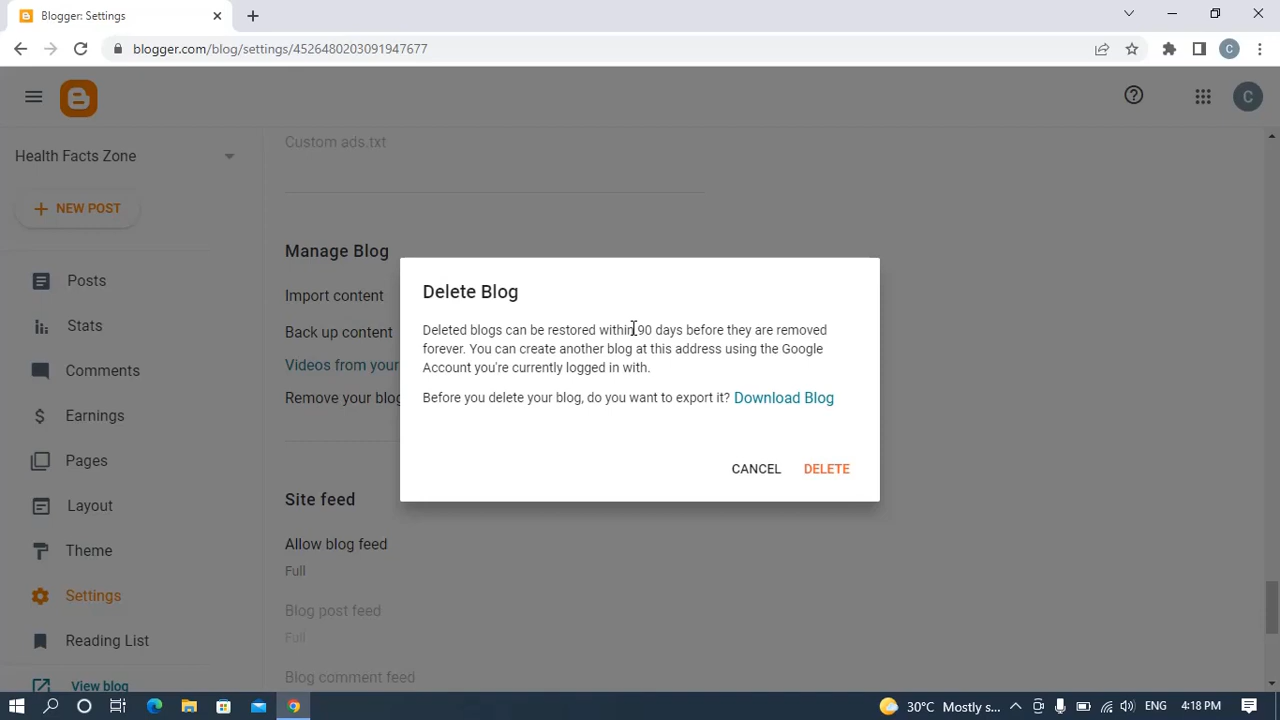 Blogger: Settings
blogger.com/blog/settings/4526480203091947677
C
C
Health Facts Zone
NEW POST
Posts
Stats
Comments
Earnings
Pages
Layout
Theme
Settings
Reading List
View blog
Custom ads.txt
Manage Blog
Import content
Back up content
Videos from your
Remove your blog
Site feed
Allow blog feed
Full
Blog post feed
Full
Blog comment feed
Delete Blog
Deleted blogs can be restored within 90 days before they are removed
forever. You can create another blog at this address using the Google
Account you're currently logged in with.
Before you delete your blog, do you want to export it? Download Blog
CANCEL DELETE
30°C Mostly s... ENG 4:18 PM